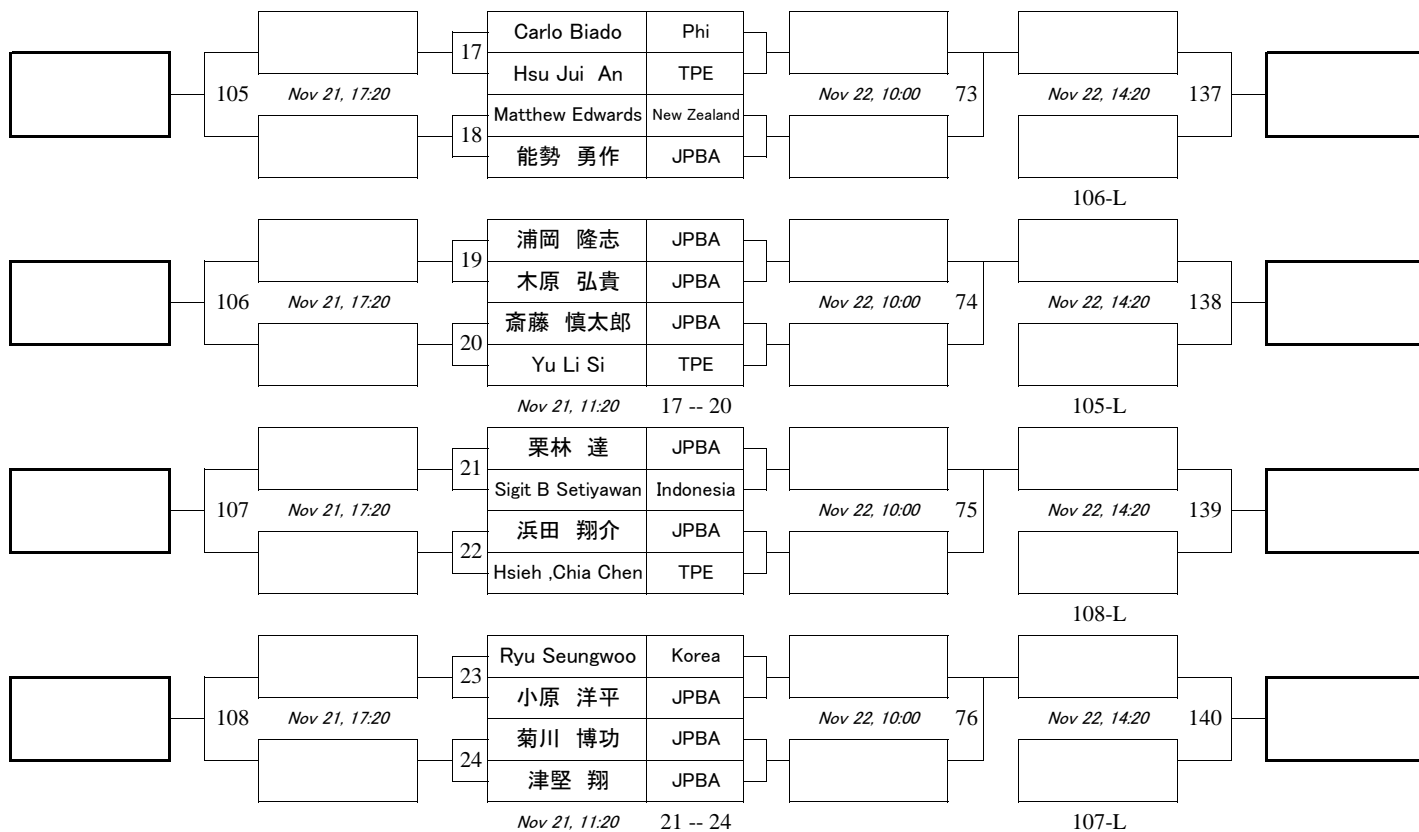 17 Carlo Biado Phi
Hsu Jui An TPE
105 Nov 21, 17:20 Nov 22, 10:00 73 Nov 22, 14:20 137
18 Matthew Edwards New Zealand
能勢 勇作 JPBA
106-L
19 浦岡 隆志 JPBA
木原 弘貴 JPBA
106 Nov 21, 17:20 Nov 22, 10:00 74 Nov 22, 14:20 138
20 斎藤 慎太郎 JPBA
Yu Li Si TPE
Nov 21, 11:20 17 -- 20 105-L
21 栗林 達 JPBA
Sigit B Setiyawan Indonesia
107 Nov 21, 17:20 Nov 22, 10:00 75 Nov 22, 14:20 139
22 浜田 翔介 JPBA
Hsieh ,Chia Chen TPE
108-L
23 Ryu Seungwoo Korea
小原 洋平 JPBA
108 Nov 21, 17:20 Nov 22, 10:00 76 Nov 22, 14:20 140
24 菊川 博功 JPBA
津堅 翔 JPBA
Nov 21, 11:20 21 -- 24 107-L